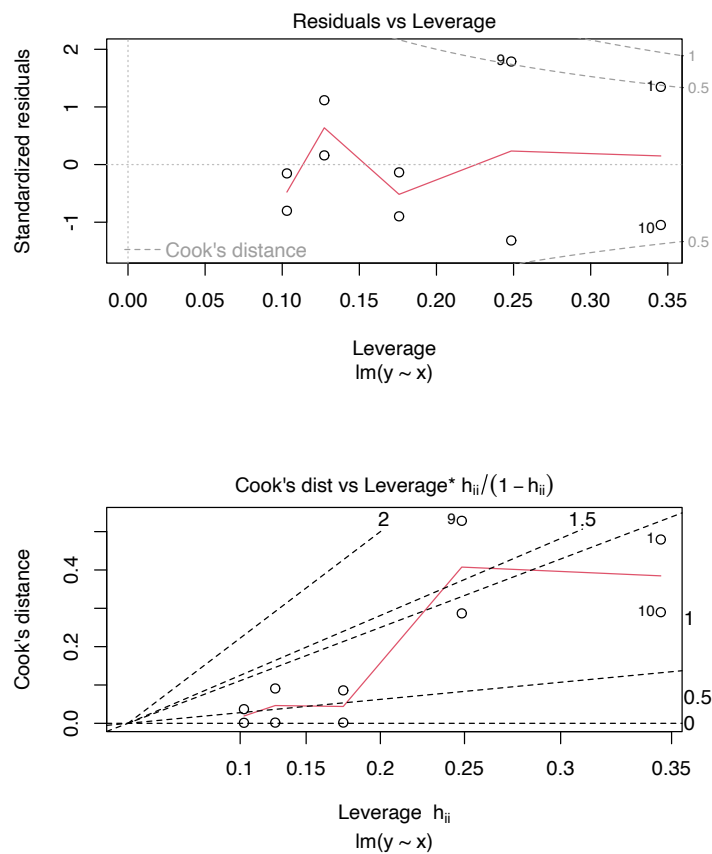 Residuals vs Leverage
Standardized residuals
2
1
0
-1
9
1
10
1
0.5
0.5
Cook's distance
0.00 0.05 0.10 0.15 0.20 0.25 0.30 0.35
Leverage
lm(y ~ x)
Cook's dist vs Leverage* hᵢᵢ/(1 − hᵢᵢ)
Cook's distance
0.4
0.2
0.0
2
9
1.5
1
10
1
0.5
0
0.1 0.15 0.2 0.25 0.3 0.35
Leverage hᵢᵢ
lm(y ~ x)